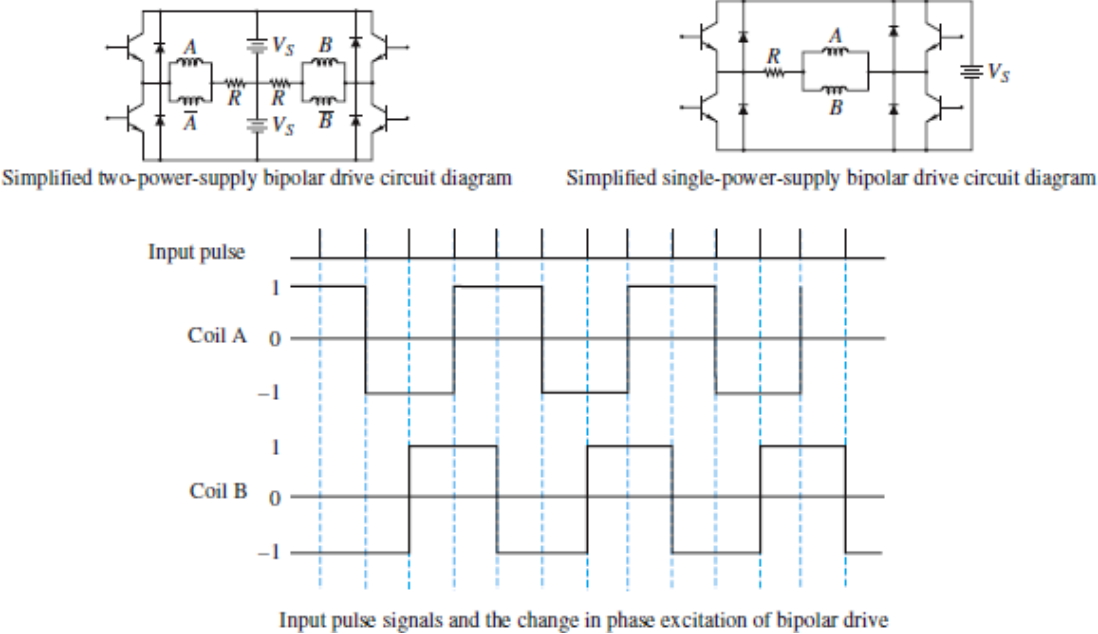 A V_S B
R R
A̅ V_S B̅
Simplified two-power-supply bipolar drive circuit diagram
R A V_S
B
Simplified single-power-supply bipolar drive circuit diagram
Input pulse
1
Coil A 0
–1
1
Coil B 0
–1
Input pulse signals and the change in phase excitation of bipolar drive